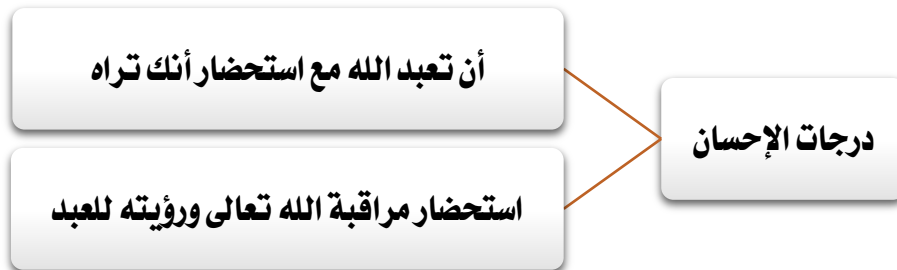 درجات الإحسان
أن تعبد الله مع استحضار أنك تراه
استحضار مراقبة الله تعالى ورؤيته للعبد